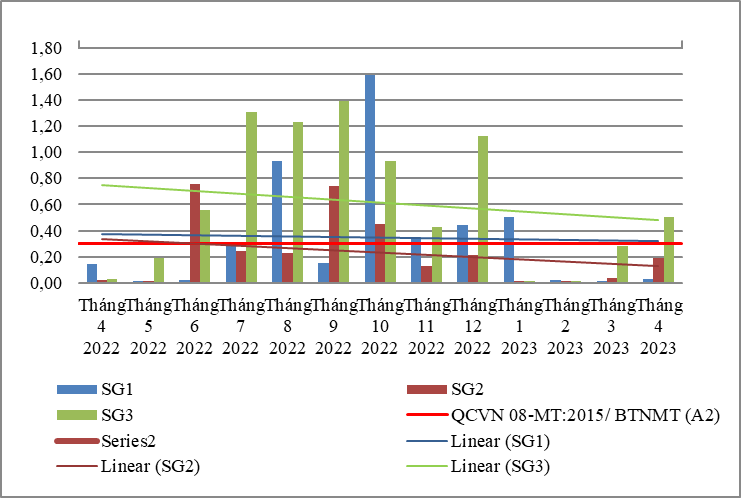 1,80
1,60
1,40
1,20
1,00
0,80
0,60
0,40
0,20
0,00
Tháng Tháng Tháng Tháng Tháng Tháng Tháng Tháng Tháng Tháng Tháng Tháng Tháng
4 5 6 7 8 9 10 11 12 1 2 3 4
2022 2022 2022 2022 2022 2022 2022 2022 2022 2023 2023 2023 2023
SG1 SG2
SG3 QCVN 08-MT:2015/ BTNMT (A2)
Series2 Linear (SG1)
Linear (SG2) Linear (SG3)